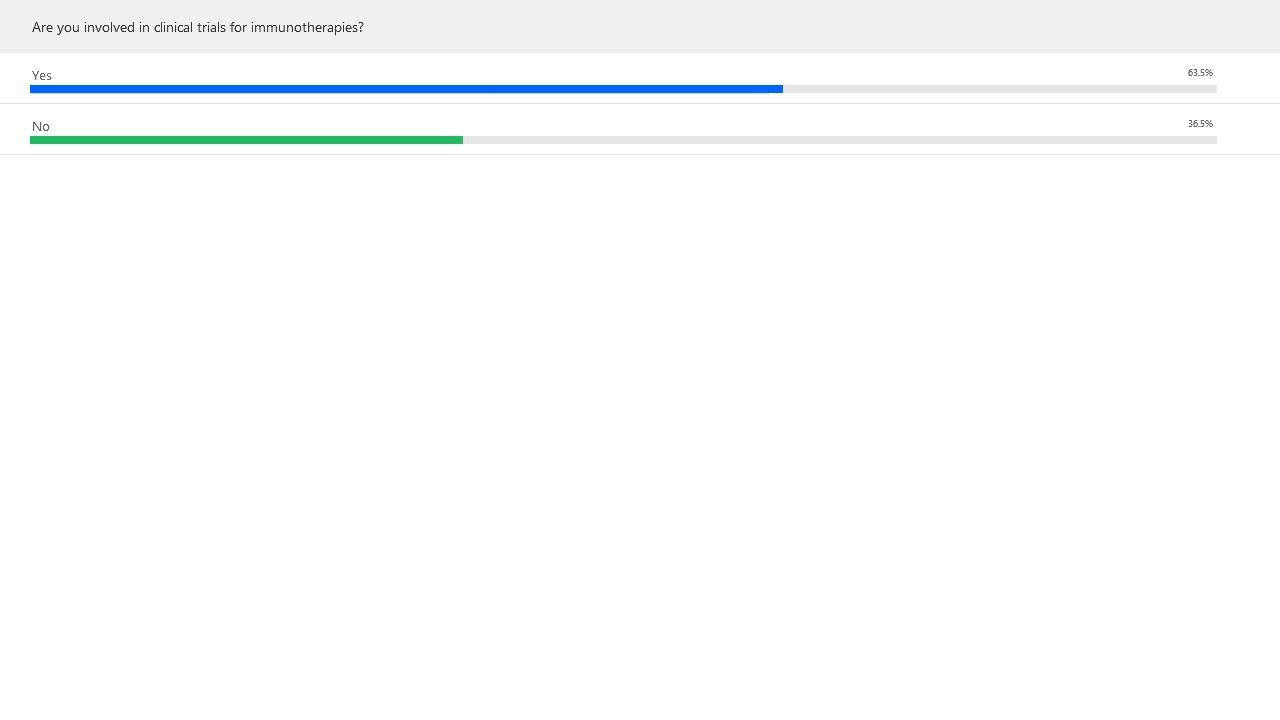 Are you involved in clinical trials for immunotherapies?
Yes
63.5%
No
36.5%